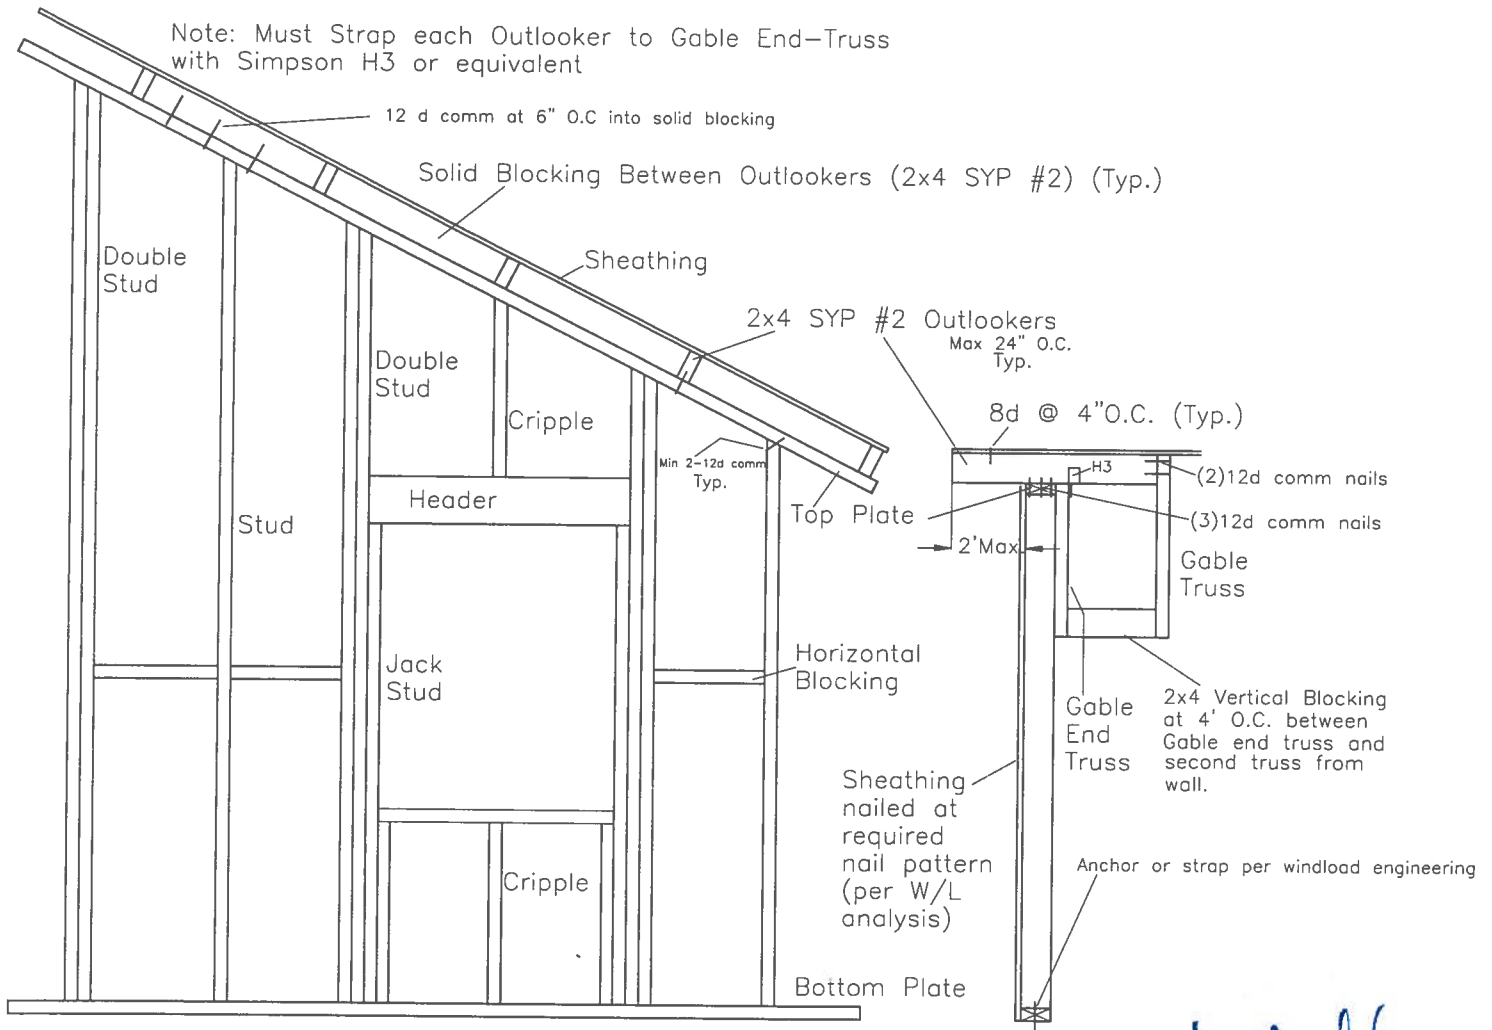 Note: Must Strap each Outlooker to Gable End-Truss
with Simpson H3 or equivalent
12 d comm at 6" O.C into solid blocking
Solid Blocking Between Outlookers (2x4 SYP #2) (Typ.)
Double
Stud
Sheathing
2x4 SYP #2 Outlookers
Max 24" O.C.
Typ.
Double
Stud
Cripple
8d @ 4"O.C. (Typ.)
Min 2-12d comm
Typ.
H3
(2)12d comm nails
Header
Stud
Top Plate
(3)12d comm nails
2'Max
Gable
Truss
Jack
Stud
Horizontal
Blocking
Gable
End
Truss
2x4 Vertical Blocking
at 4' O.C. between
Gable end truss and
second truss from
wall.
Sheathing
nailed at
required
nail pattern
(per W/L
analysis)
Cripple
Anchor or strap per windload engineering
Bottom Plate